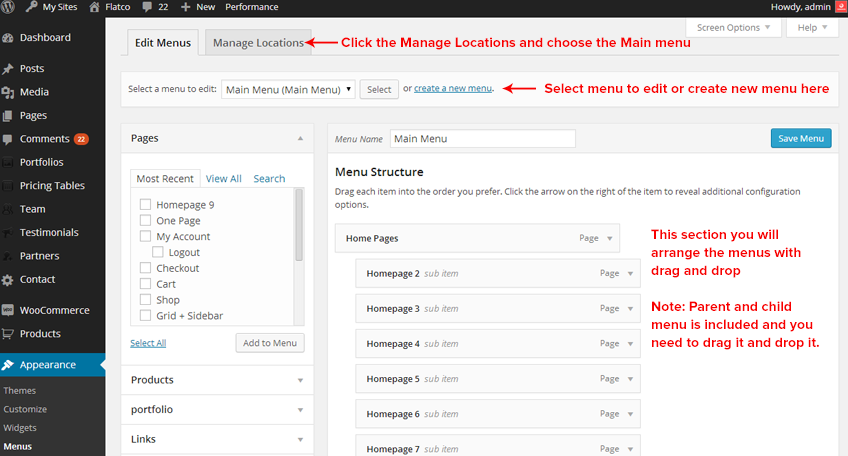 My Sites
Flatco
22
New
Performance
Howdy, admin
Screen Options
Help
Dashboard
Posts
Media
Pages
Comments 22
Portfolios
Pricing Tables
Team
Testimonials
Partners
Contact
WooCommerce
Products
Appearance
Themes
Customize
Widgets
Menus
Edit Menus
Manage Locations
Click the Manage Locations and choose the Main menu
Select a menu to edit: Main Menu (Main Menu) Select or create a new menu.
Select menu to edit or create new menu here
Pages
Most Recent View All Search
Homepage 9
One Page
My Account
Logout
Checkout
Cart
Shop
Grid + Sidebar
Select All
Add to Menu
Products
portfolio
Links
Menu Name Main Menu
Save Menu
Menu Structure
Drag each item into the order you prefer. Click the arrow on the right of the item to reveal additional configuration
options.
Home Pages Page
Homepage 2 sub item Page
Homepage 3 sub item Page
Homepage 4 sub item Page
Homepage 5 sub item Page
Homepage 6 sub item Page
Homepage 7 sub item Page
This section you will
arrange the menus with
drag and drop
Note: Parent and child
menu is included and you
need to drag it and drop it.